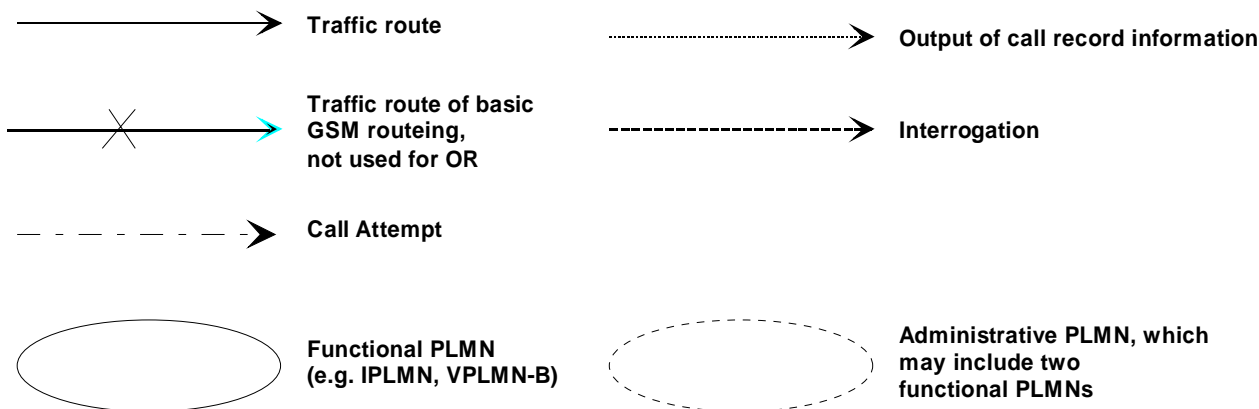 Traffic route
Output of call record information
Traffic route of basic
GSM routeing,
not used for OR
Interrogation
Call Attempt
Functional PLMN
(e.g. IPLMN, VPLMN-B)
Administrative PLMN, which
may include two
functional PLMNs